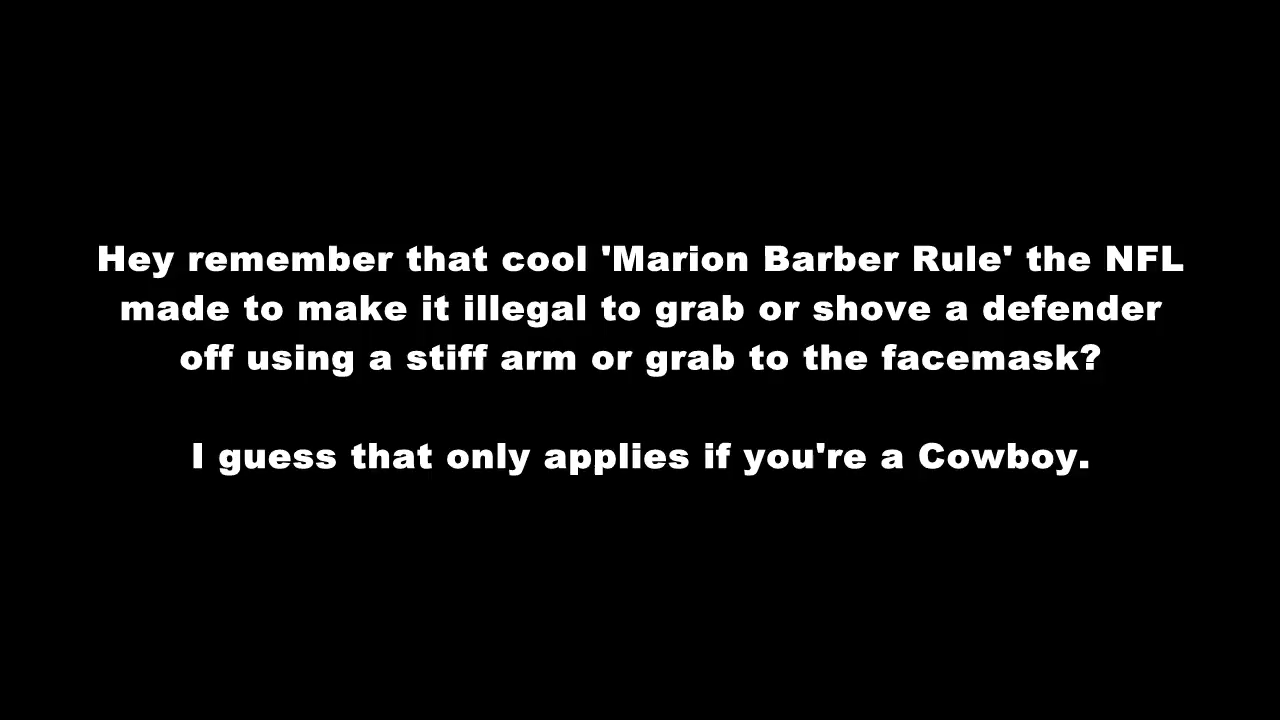 Hey remember that cool 'Marion Barber Rule' the NFL
made to make it illegal to grab or shove a defender
off using a stiff arm or grab to the facemask?
I guess that only applies if you're a Cowboy.